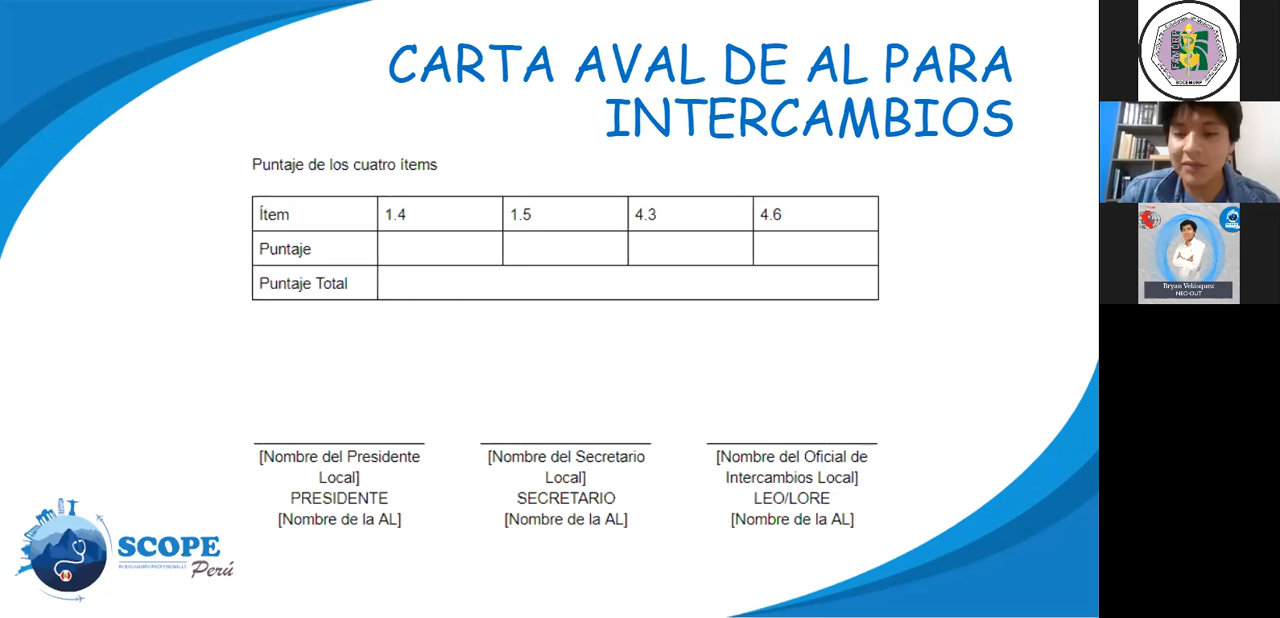 CARTA AVAL DE AL PARA
INTERCAMBIOS
Puntaje de los cuatro ítems
Ítem 1.4 1.5 4.3 4.6
Puntaje
Puntaje Total
[Nombre del Presidente
Local]
PRESIDENTE
[Nombre de la AL]
[Nombre del Secretario
Local]
SECRETARIO
[Nombre de la AL]
[Nombre del Oficial de
Intercambios Local]
LEO/LORE
[Nombre de la AL]
SCOPE
Perú
Bryan Velásquez
NEO-OUT